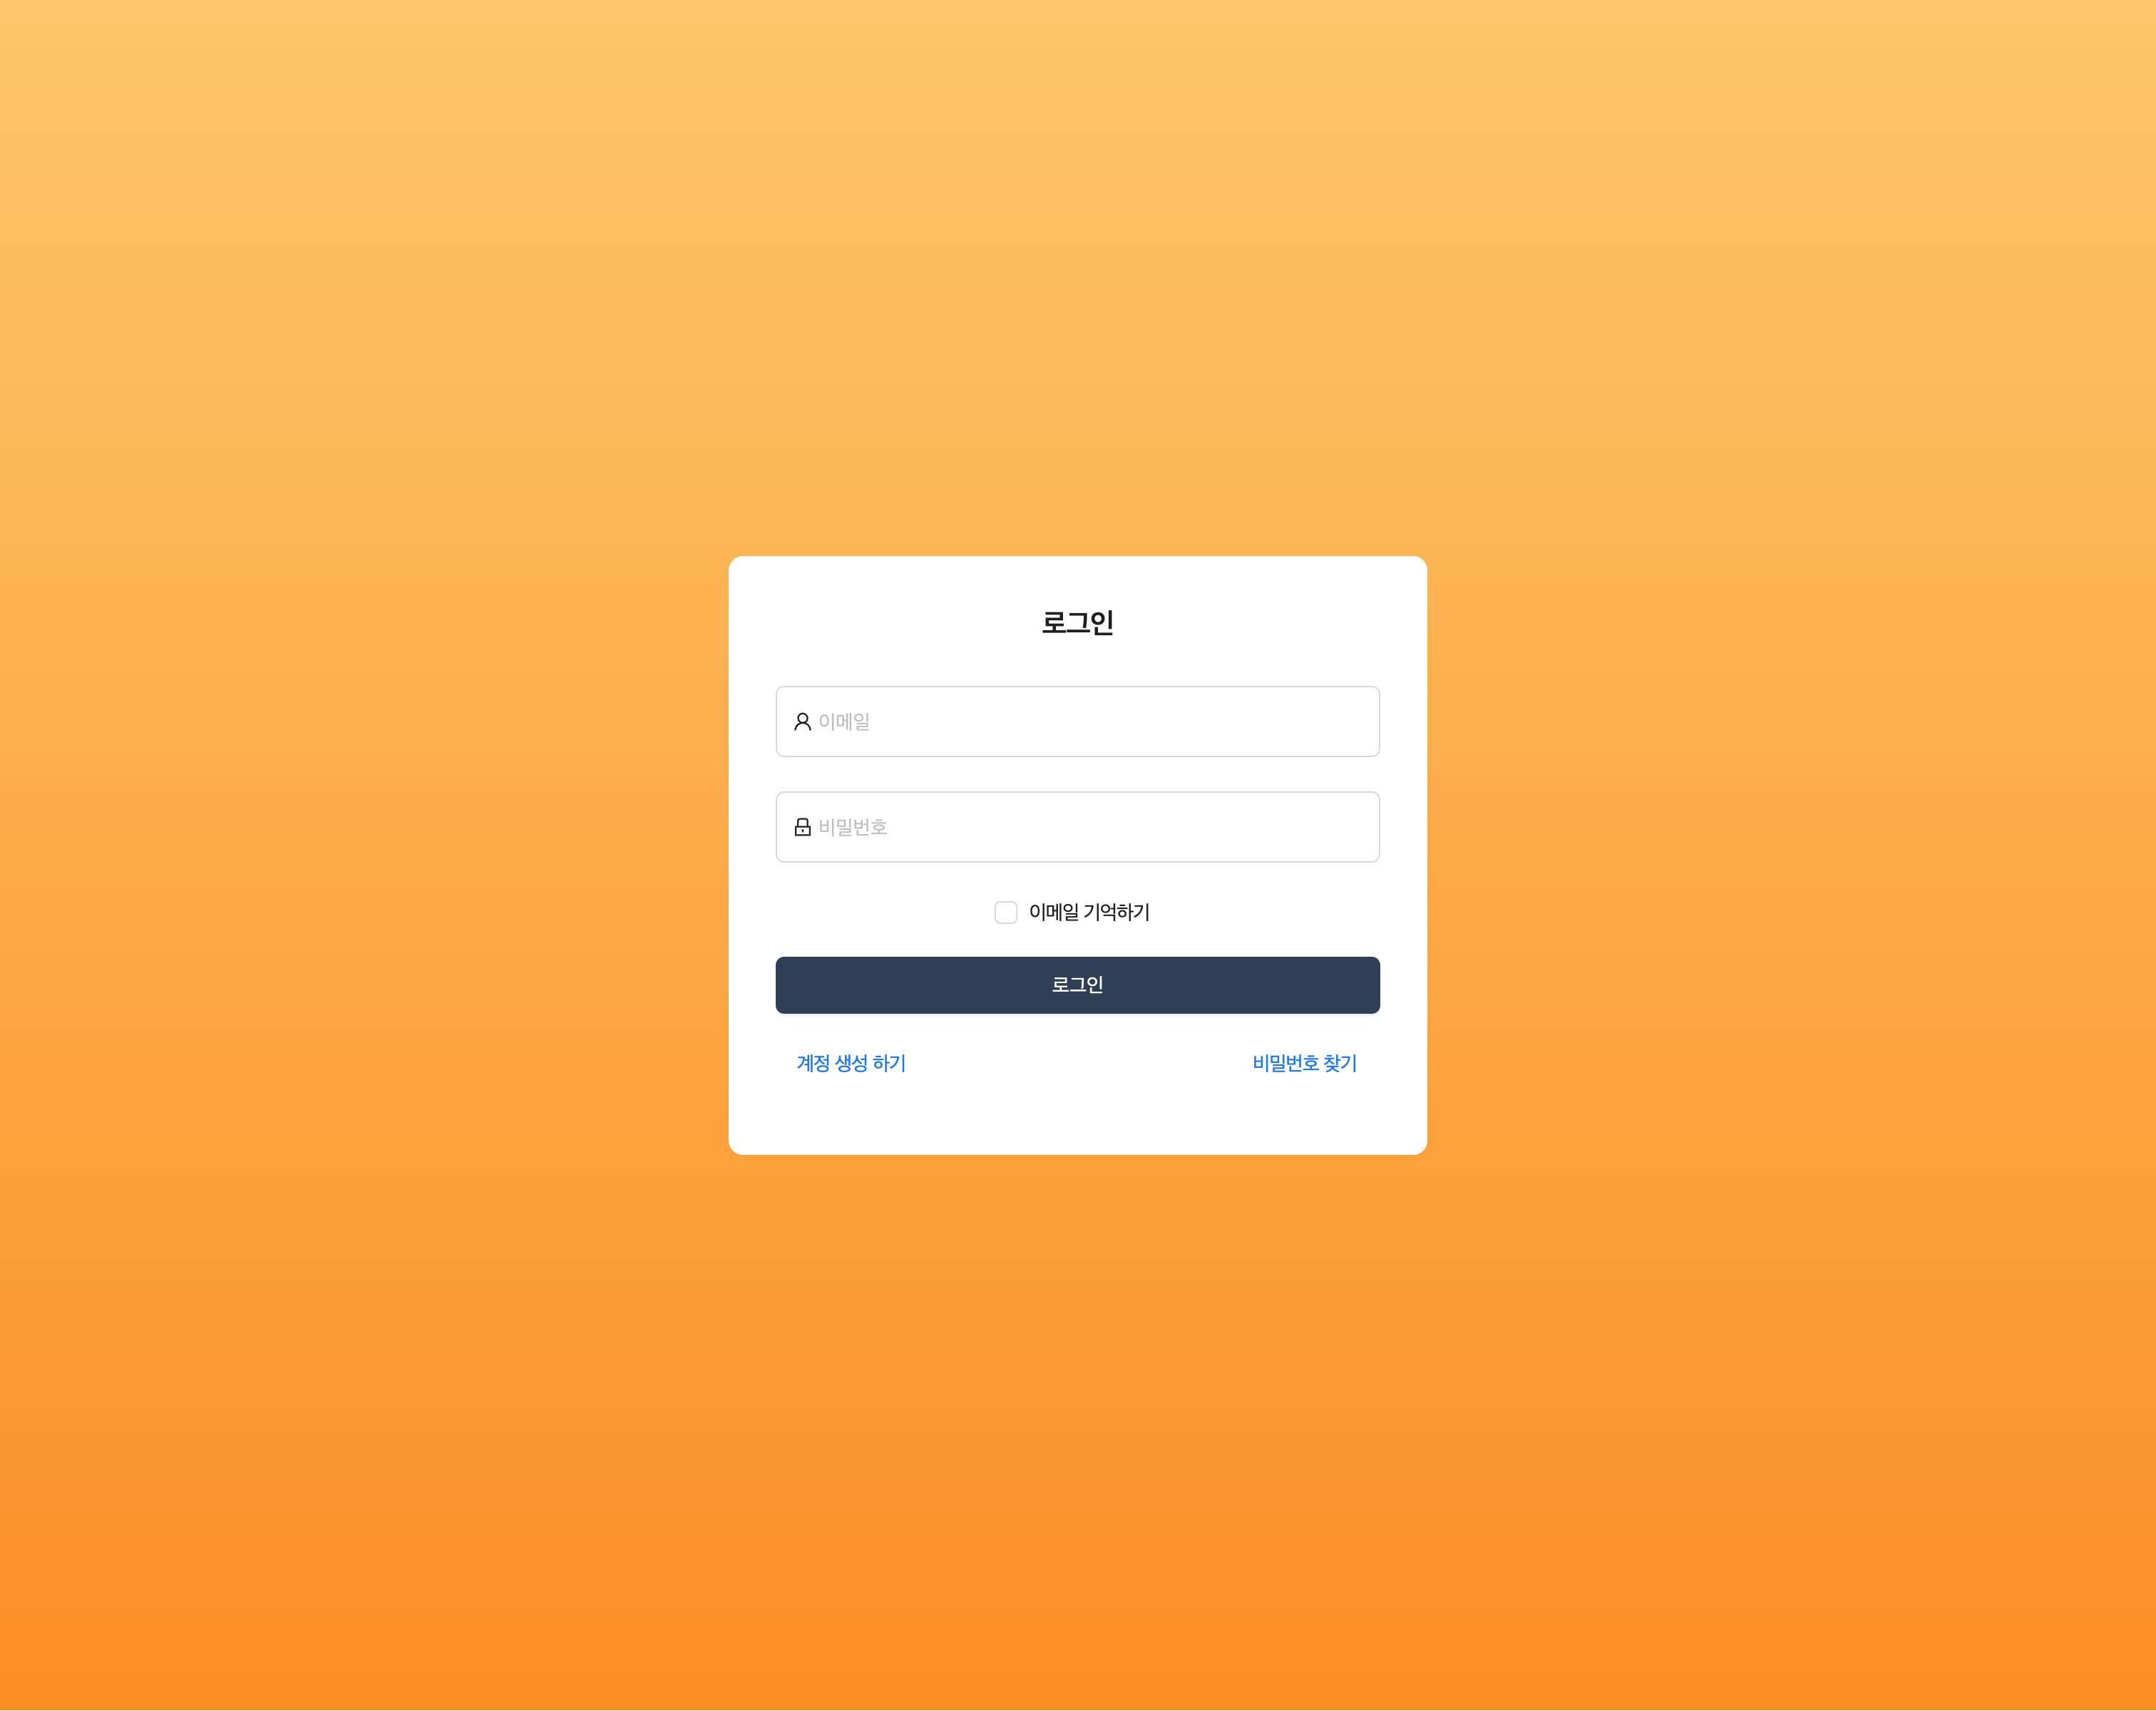 로그인
이메일
비밀번호
이메일 기억하기
로그인
계정 생성 하기
비밀번호 찾기